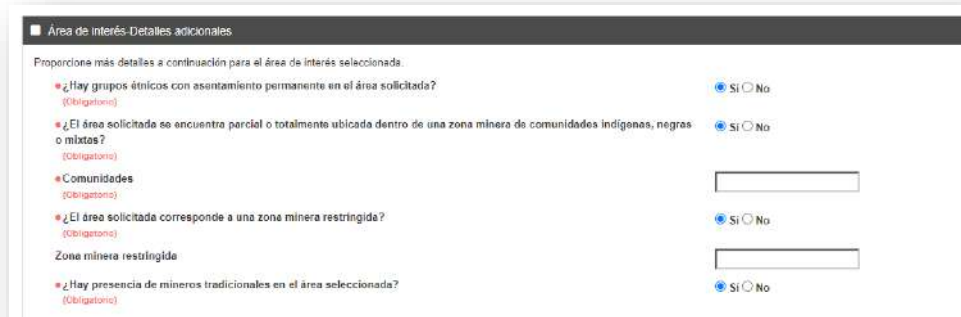 Área de interés-Detalles adicionales
Proporcione más detalles a continuación para el área de interés seleccionada.
¿Hay grupos étnicos con asentamiento permanente en el área solicitada? Sí No
(Obligatorio)
¿El área solicitada se encuentra parcial o totalmente ubicada dentro de una zona minera de comunidades indígenas, negras Sí No
o mixtas?
(Obligatorio)
Comunidades
(Obligatorio)
¿El área solicitada corresponde a una zona minera restringida? Sí No
(Obligatorio)
Zona minera restringida
¿Hay presencia de mineros tradicionales en el área seleccionada? Sí No
(Obligatorio)